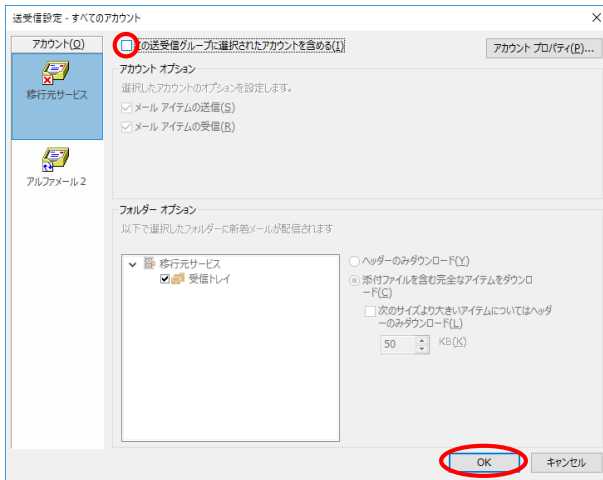 送受信設定 - すべてのアカウント
アカウント(O)
移行元サービス
アルファメール 2
の送受信グループに選択されたアカウントを含める(I)
アカウント プロパティ(P)...
アカウント オプション
選択したアカウントのオプションを設定します。
メール アイテムの送信(S)
メール アイテムの受信(R)
フォルダー オプション
以下で選択したフォルダーに新着メールが配信されます
移行元サービス
受信トレイ
ヘッダーのみダウンロード(Y)
添付ファイルを含む完全なアイテムをダウンロ
ード(C)
次のサイズより大きいアイテムについてはヘッダ
ーのみダウンロード(L)
50 KB(K)
OK
キャンセル